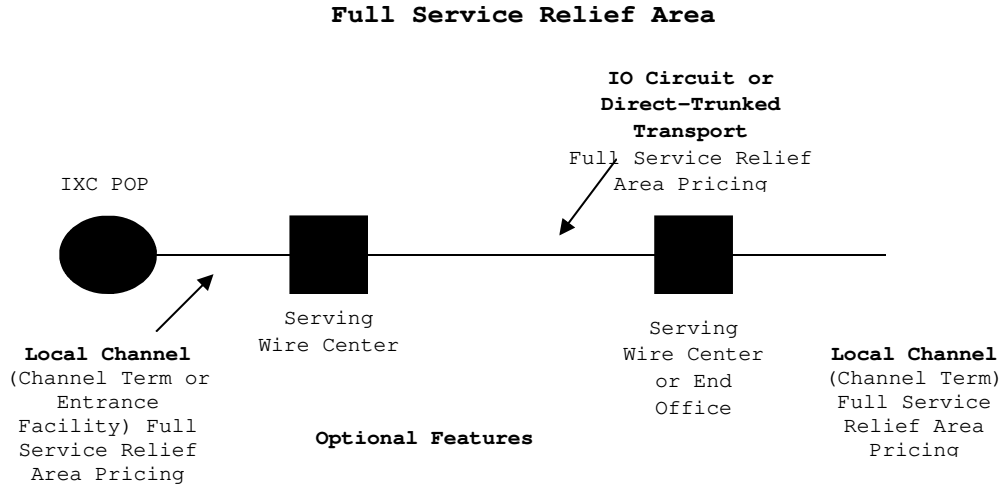 Full Service Relief Area
IO Circuit or
Direct-Trunked
Transport
Full Service Relief
Area Pricing
IXC POP
Serving
Wire Center
Serving
Wire Center
or End
Office
Local Channel
(Channel Term or
Entrance
Facility) Full
Service Relief
Area Pricing
Local Channel
(Channel Term)
Full Service
Relief Area
Pricing
Optional Features